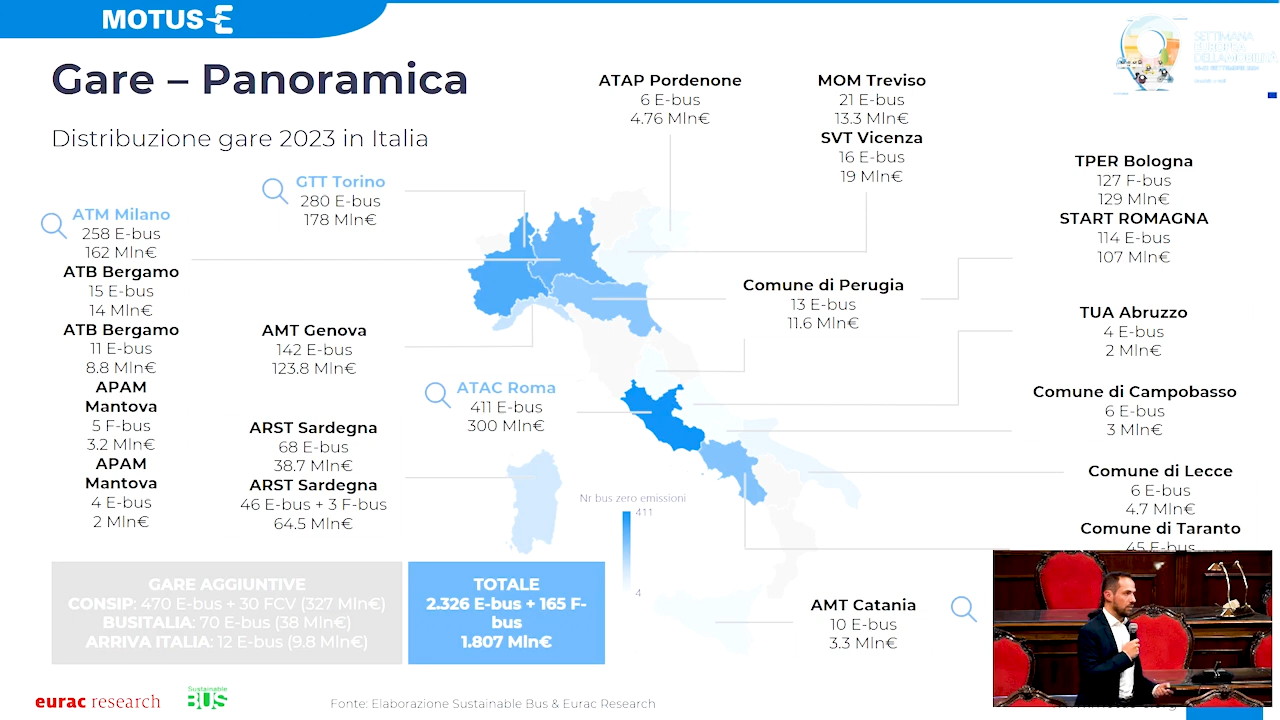 MOTUS E
Gare – Panoramica
Distribuzione gare 2023 in Italia
SETTIMANA
EUROPEA
DELLA MOBILITÀ
ATAP Pordenone
6 E-bus
4.76 Mln€
MOM Treviso
21 E-bus
13.3 Mln€
SVT Vicenza
16 E-bus
19 Mln€
TPER Bologna
127 F-bus
129 Mln€
START ROMAGNA
114 E-bus
107 Mln€
GTT Torino
280 E-bus
178 Mln€
ATM Milano
258 E-bus
162 Mln€
ATB Bergamo
15 E-bus
14 Mln€
ATB Bergamo
11 E-bus
8.8 Mln€
APAM
Mantova
5 F-bus
3.2 Mln€
APAM
Mantova
4 E-bus
2 Mln€
AMT Genova
142 E-bus
123.8 Mln€
ARST Sardegna
68 E-bus
38.7 Mln€
ARST Sardegna
46 E-bus + 3 F-bus
64.5 Mln€
ATAC Roma
411 E-bus
300 Mln€
Comune di Perugia
13 E-bus
11.6 Mln€
TUA Abruzzo
4 E-bus
2 Mln€
Comune di Campobasso
6 E-bus
3 Mln€
Comune di Lecce
6 E-bus
4.7 Mln€
Comune di Taranto
45 E-bus
Nr bus zero emissioni
411
4
AMT Catania
10 E-bus
3.3 Mln€
GARE AGGIUNTIVE
CONSIP: 470 E-bus + 30 FCV (327 Mln€)
BUSITALIA: 70 E-bus (38 Mln€)
ARRIVA ITALIA: 12 E-bus (9.8 Mln€)
TOTALE
2.326 E-bus + 165 F-
bus
1.807 Mln€
eurac research
Sustainable
BUS
Fonte: Elaborazione Sustainable Bus & Eurac Research